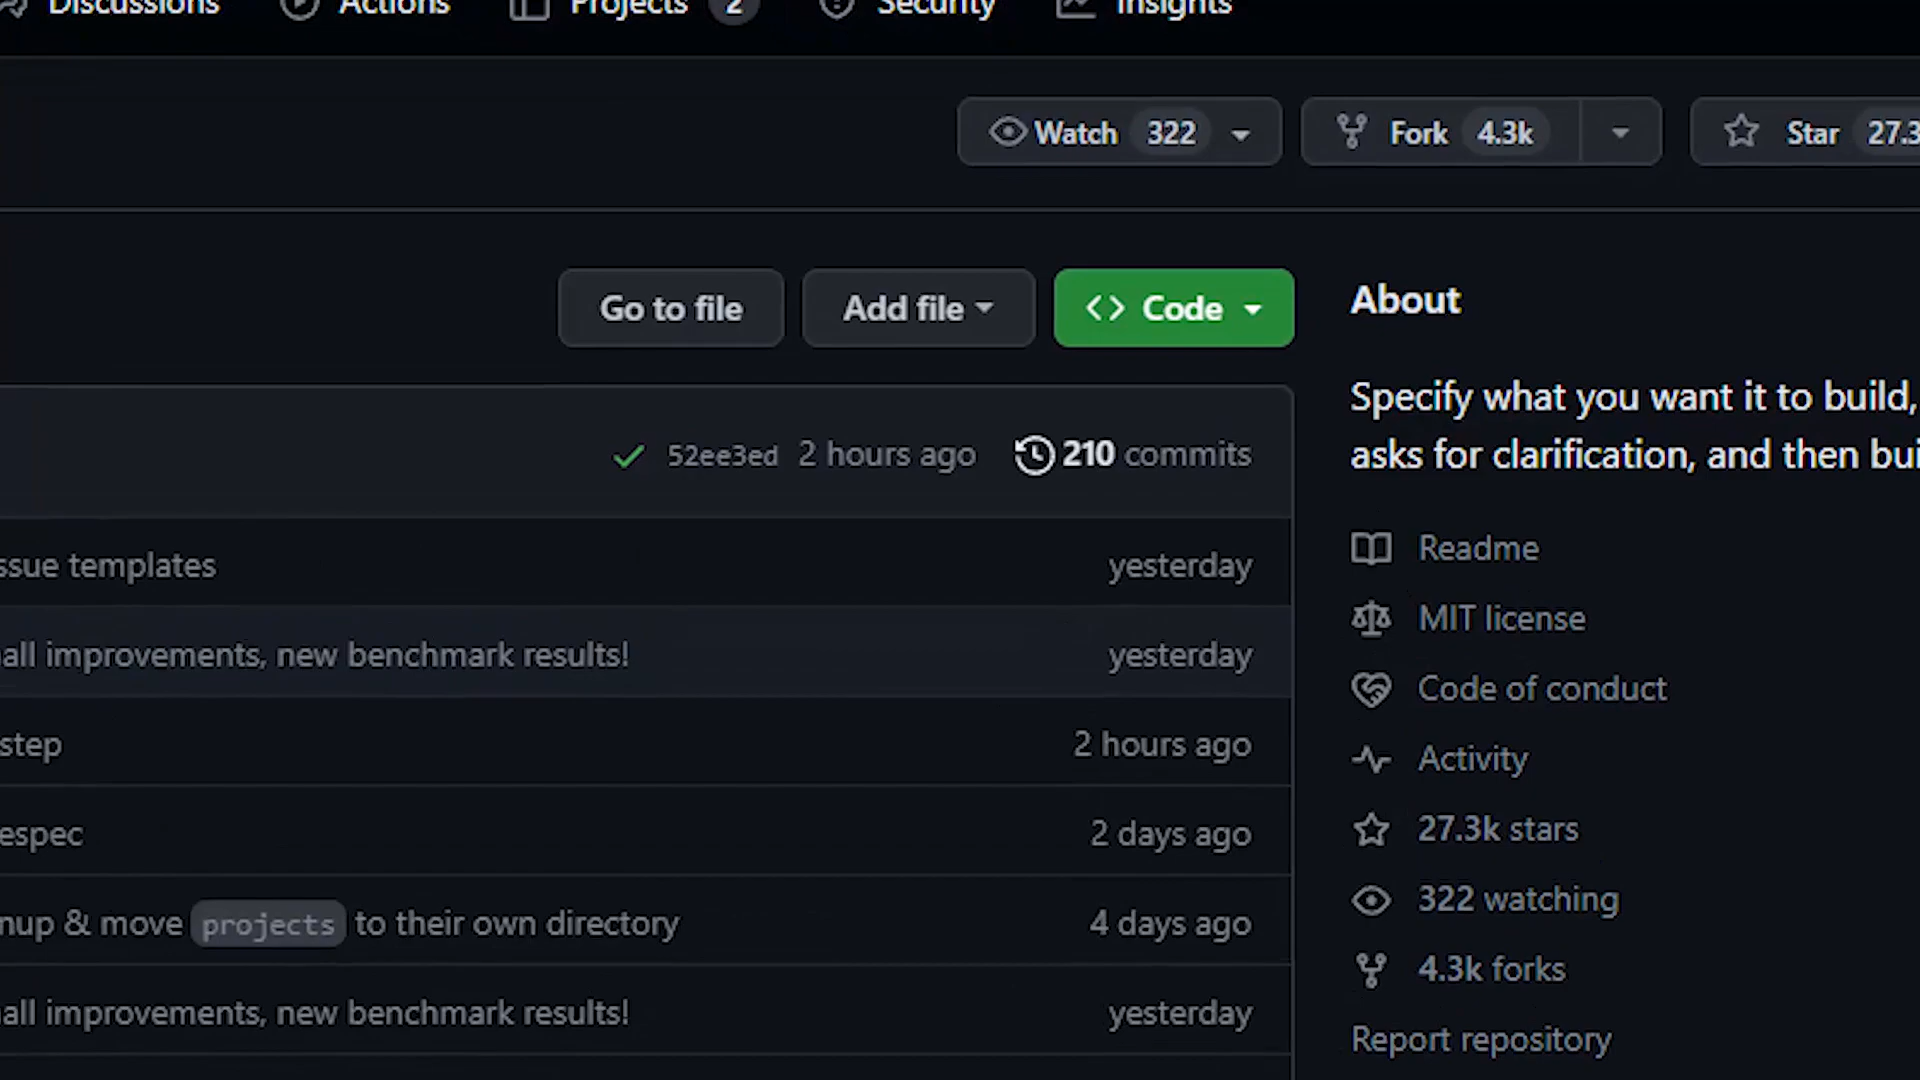 Discussions Actions Projects 2 Security Insights
Watch 322 Fork 4.3k Star 27.3
Go to file Add file <> Code
About
Specify what you want it to build,
asks for clarification, and then bui
52ee3ed 2 hours ago 210 commits
ssue templates yesterday
all improvements, new benchmark results! yesterday
step 2 hours ago
espec 2 days ago
nup & move projects to their own directory 4 days ago
all improvements, new benchmark results! yesterday
Readme
MIT license
Code of conduct
Activity
27.3k stars
322 watching
4.3k forks
Report repository